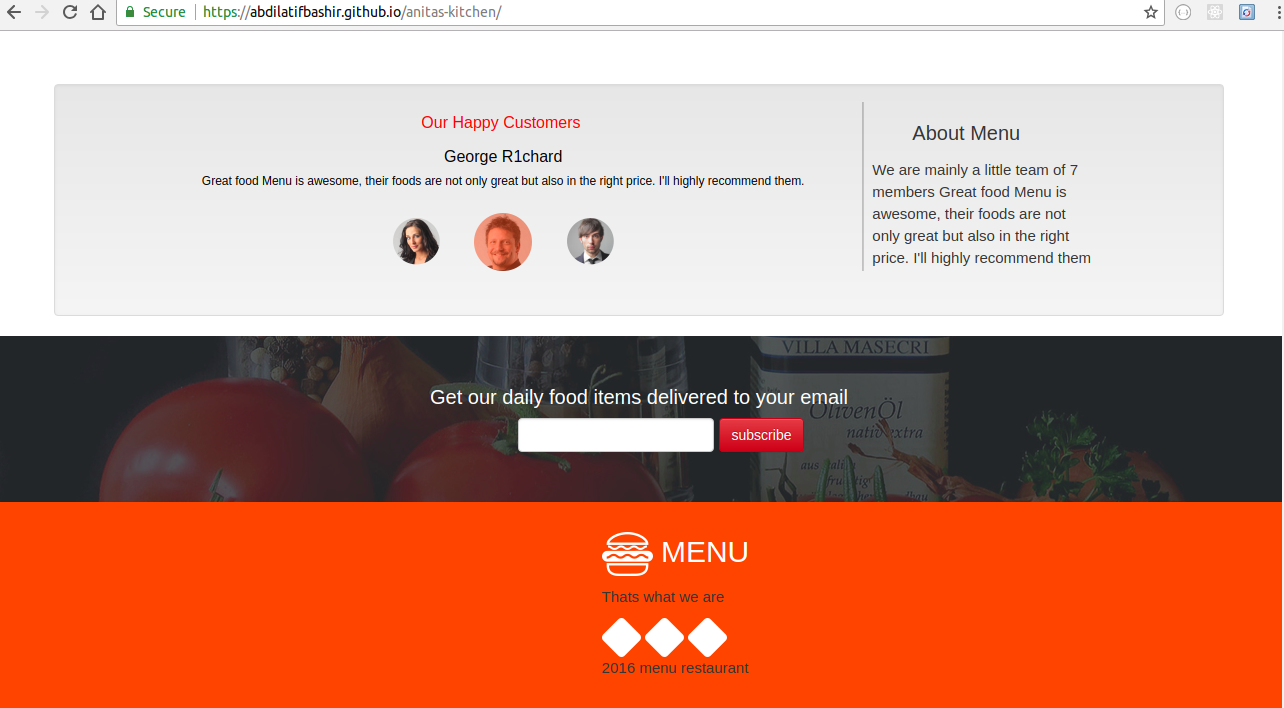 Secure https://abdilatifbashir.github.io/anitas-kitchen/
Our Happy Customers
George R1chard
Great food Menu is awesome, their foods are not only great but also in the right price. I'll highly recommend them.
About Menu
We are mainly a little team of 7
members Great food Menu is
awesome, their foods are not
only great but also in the right
price. I'll highly recommend them
VILLA MASECRI
Get our daily food items delivered to your email
OlivenÖl
nativ extra
subscribe
MENU
Thats what we are
2016 menu restaurant